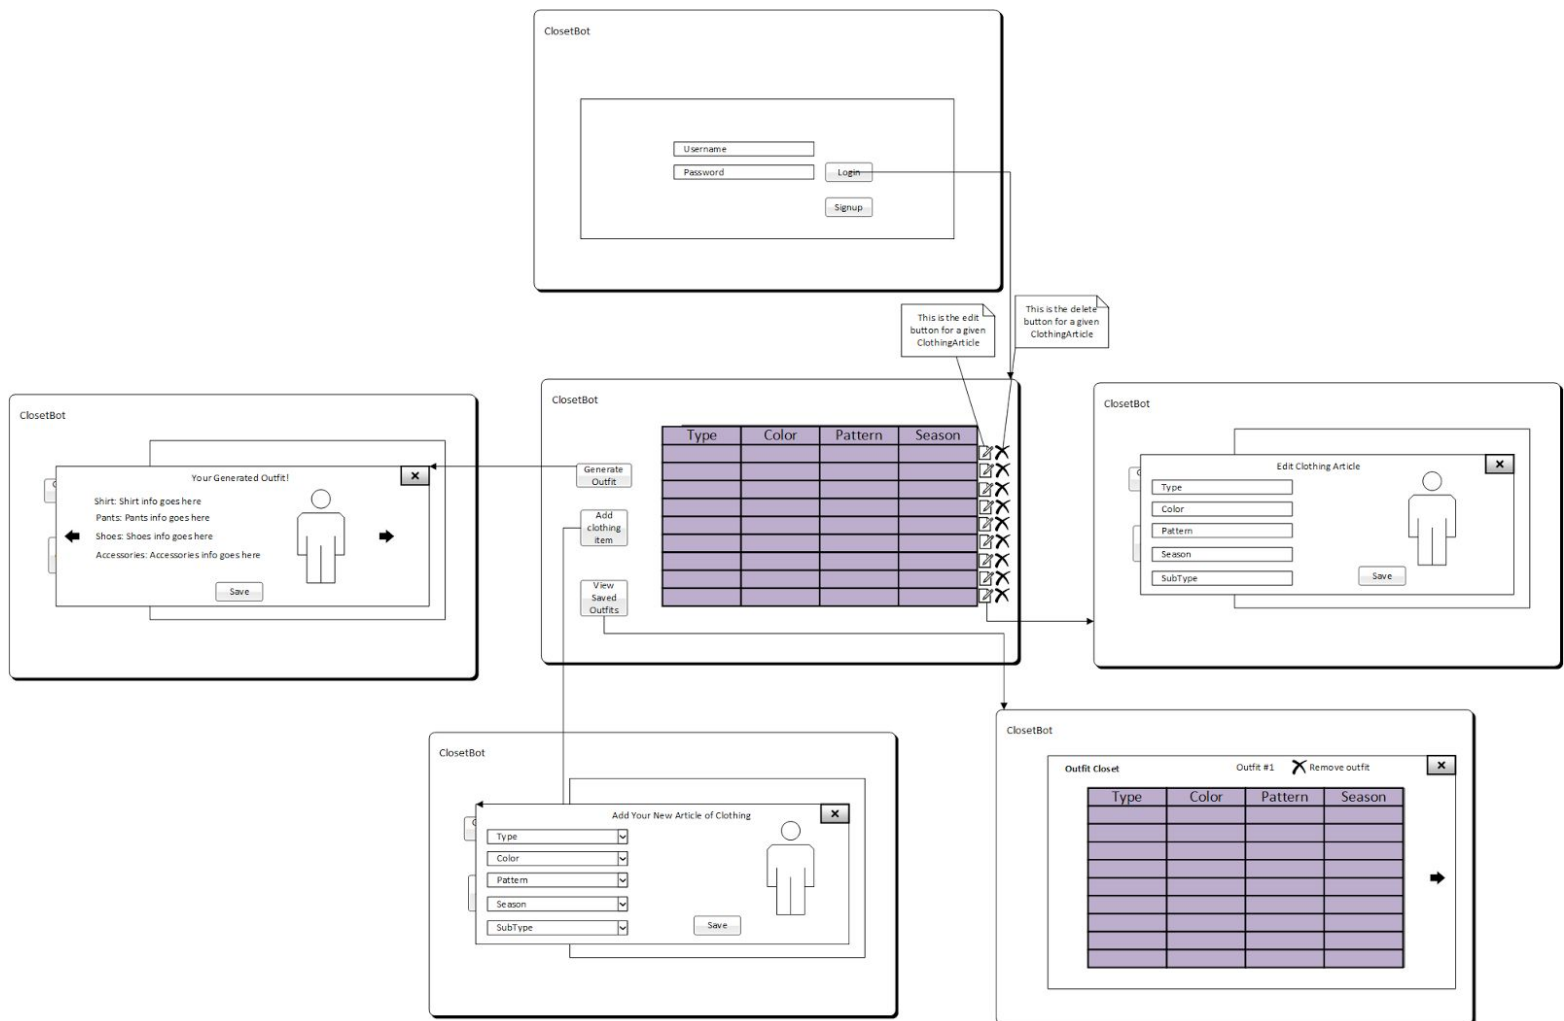 ClosetBot
Username
Password
Login
Signup
This is the edit
button for a given
ClothingArticle
This is the delete
button for a given
ClothingArticle
ClosetBot
Your Generated Outfit!
Shirt: Shirt info goes here
Pants: Pants info goes here
Shoes: Shoes info goes here
Accessories: Accessories info goes here
Save
ClosetBot
Generate
Outfit
Add
clothing
item
View
Saved
Outfits
Type Color Pattern Season
ClosetBot
Edit Clothing Article
Type
Color
Pattern
Season
SubType
Save
ClosetBot
Add Your New Article of Clothing
Type
Color
Pattern
Season
SubType
Save
ClosetBot
Outfit Closet Outfit #1 Remove outfit
Type Color Pattern Season